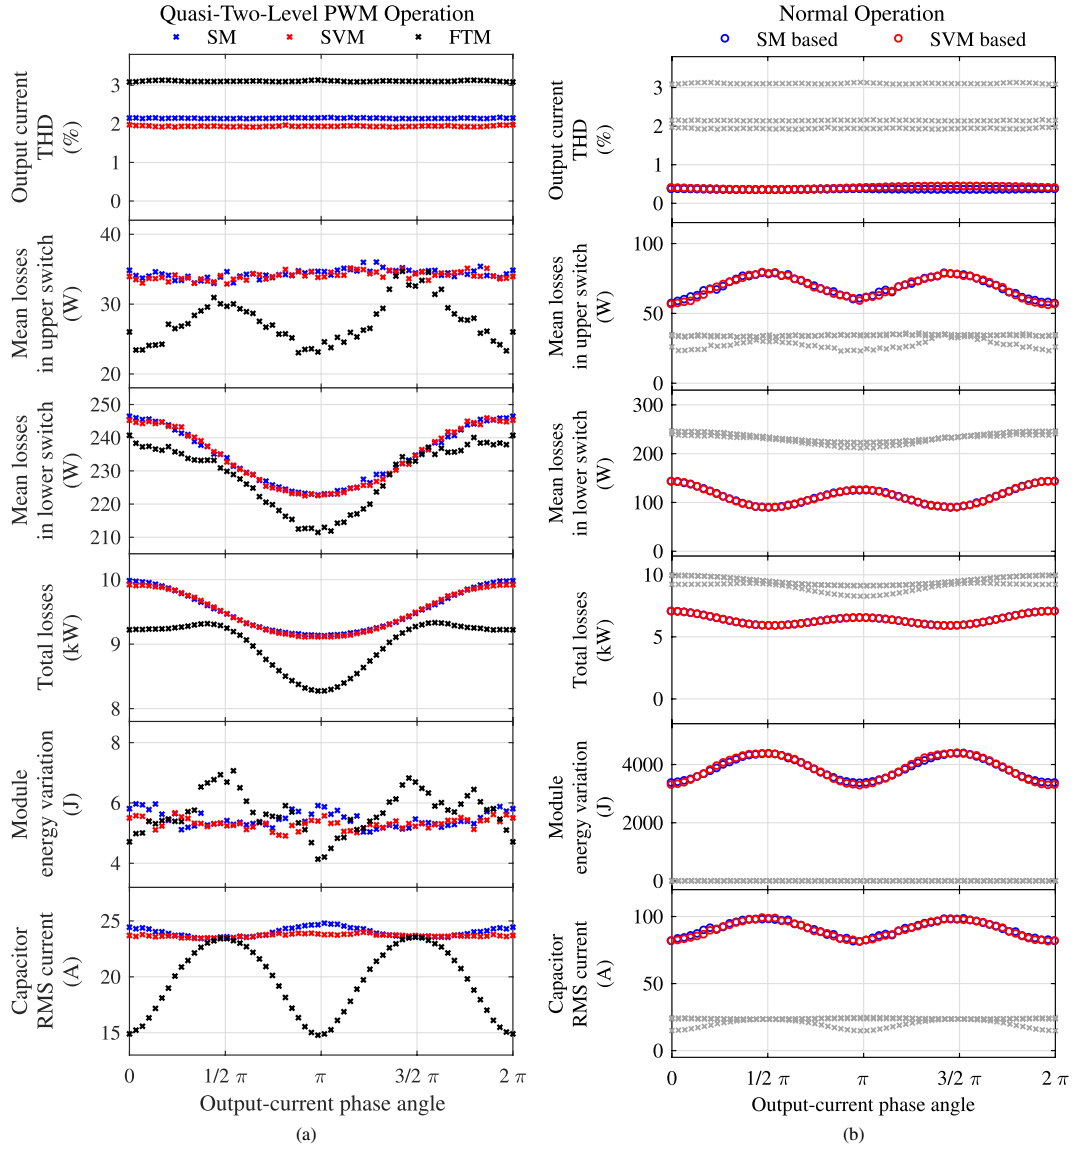 Quasi-Two-Level PWM Operation
SM SVM FTM
Output current
THD
(%)
3
2
1
0
Mean losses
in upper switch
(W)
40
30
20
Mean losses
in lower switch
(W)
250
240
230
220
210
Total losses
(kW)
10
9
8
Module
energy variation
(J)
8
6
4
Capacitor
RMS current
(A)
25
20
15
0 1/2 π π 3/2 π 2 π
Output-current phase angle
(a)
Normal Operation
SM based SVM based
Output current
THD
(%)
3
2
1
0
Mean losses
in upper switch
(W)
100
50
0
Mean losses
in lower switch
(W)
300
200
100
0
Total losses
(kW)
10
5
0
Module
energy variation
(J)
4000
2000
0
Capacitor
RMS current
(A)
100
50
0
0 1/2 π π 3/2 π 2 π
Output-current phase angle
(b)